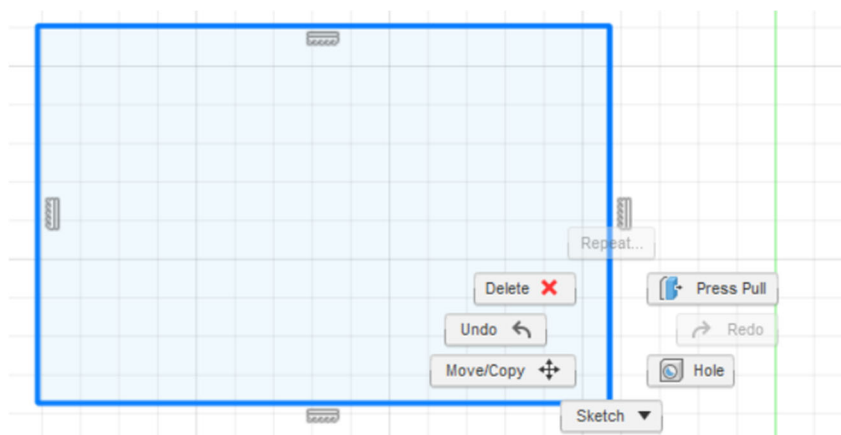 Repeat...
Delete
Press Pull
Undo
Redo
Move/Copy
Hole
Sketch